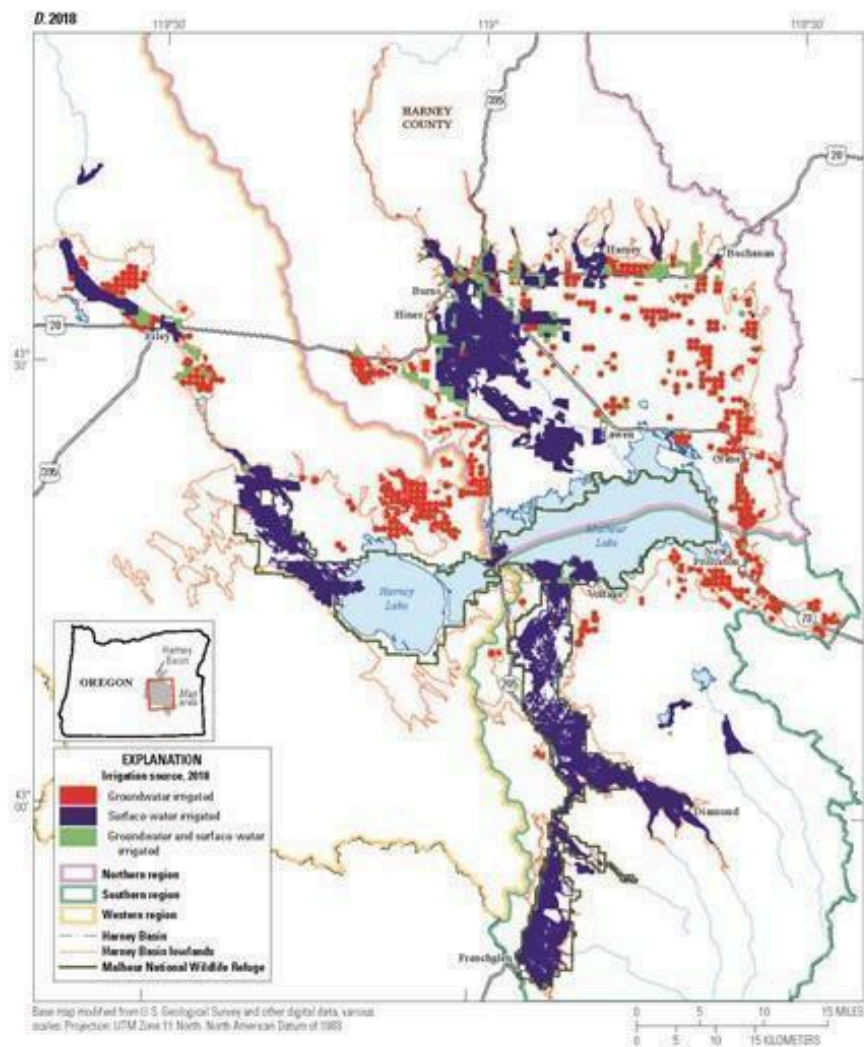 D. 2018
119°30'
119°
118°30'
HARNEY
COUNTY
395
20
Harney
Buchanan
Burns
Hines
20
Riley
43°
30'
Lawen
395
Crane
Malheur
Lake
New
Princeton
Harney
Lake
Voltage
78
205
Harney
Basin
OREGON
Map
area
EXPLANATION
Irrigation source, 2018
Groundwater irrigated
Surface-water irrigated
Groundwater and surface-water
irrigated
Northern region
Southern region
Western region
Harney Basin
Harney Basin lowlands
Malheur National Wildlife Refuge
43°
00'
Diamond
Frenchglen
Base map modified from U.S. Geological Survey and other digital data, various
scales. Projection: UTM Zone 11 North, North American Datum of 1983
0 5 10 15 MILES
0 5 10 15 KILOMETERS